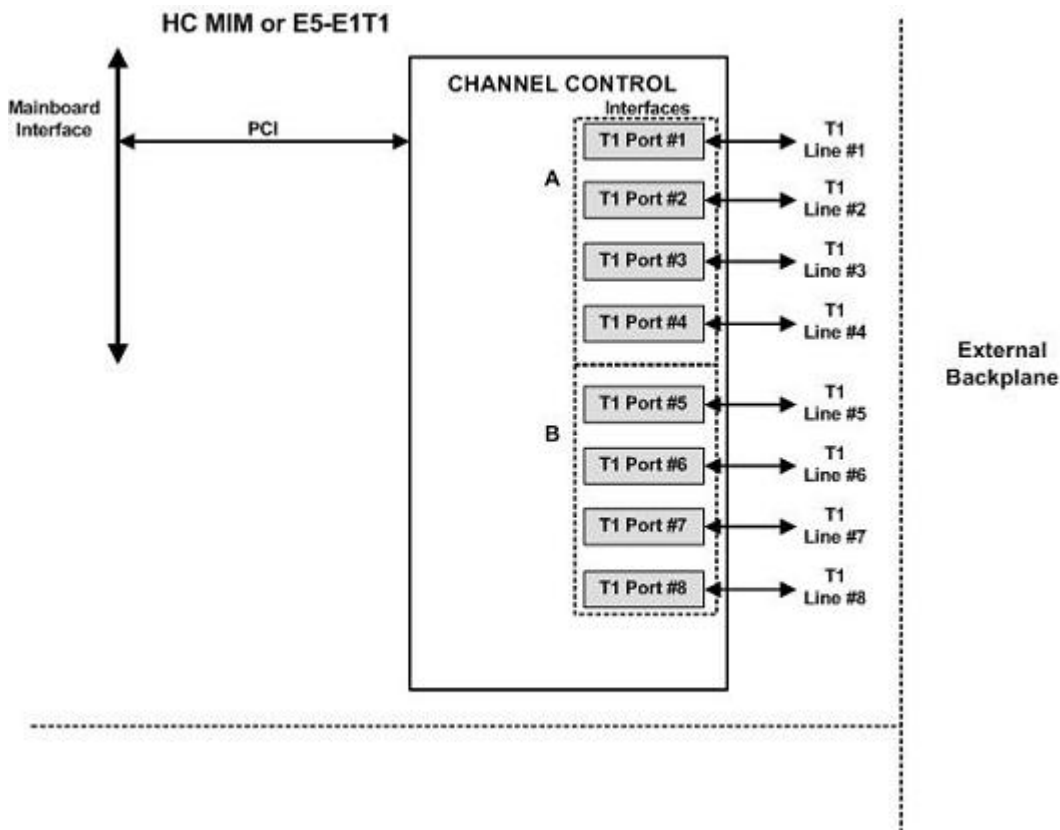 HC MIM or E5-E1T1
CHANNEL CONTROL
Interfaces
Mainboard
Interface
PCI
A
T1 Port #1
T1
Line #1
T1 Port #2
T1
Line #2
T1 Port #3
T1
Line #3
T1 Port #4
T1
Line #4
External
Backplane
B
T1 Port #5
T1
Line #5
T1 Port #6
T1
Line #6
T1 Port #7
T1
Line #7
T1 Port #8
T1
Line #8